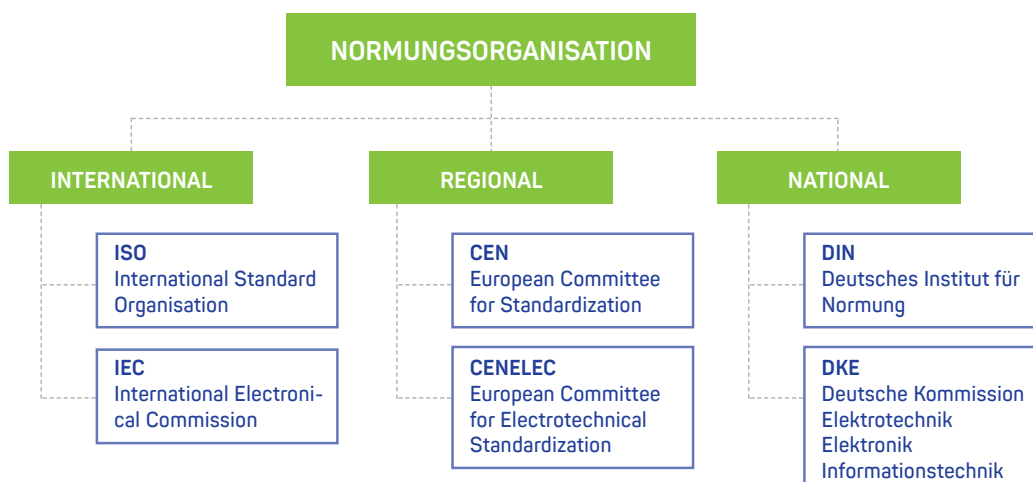 NORMUNGSORGANISATION
INTERNATIONAL
ISO
International Standard
Organisation
IEC
International Electroni-
cal Commission
REGIONAL
CEN
European Committee
for Standardization
CENELEC
European Committee
for Electrotechnical
Standardization
NATIONAL
DIN
Deutsches Institut für
Normung
DKE
Deutsche Kommission
Elektrotechnik
Elektronik
Informationstechnik